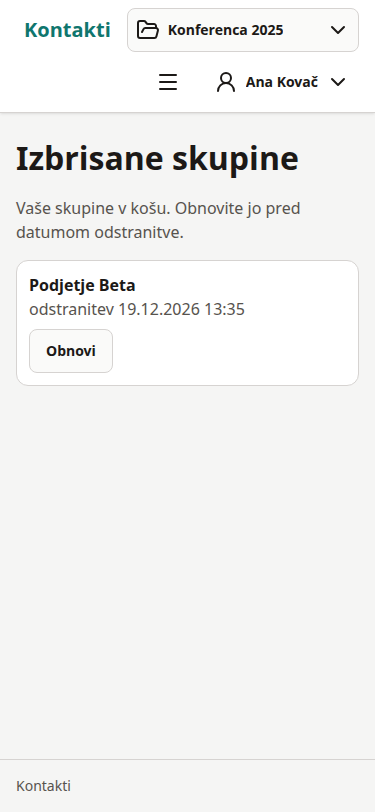 Kontakti
Konferenca 2025
Ana Kovač
Izbrisane skupine
Vaše skupine v košu. Obnovite jo pred
datumom odstranitve.
Podjetje Beta
odstranitev 19.12.2026 13:35
Obnovi
Kontakti